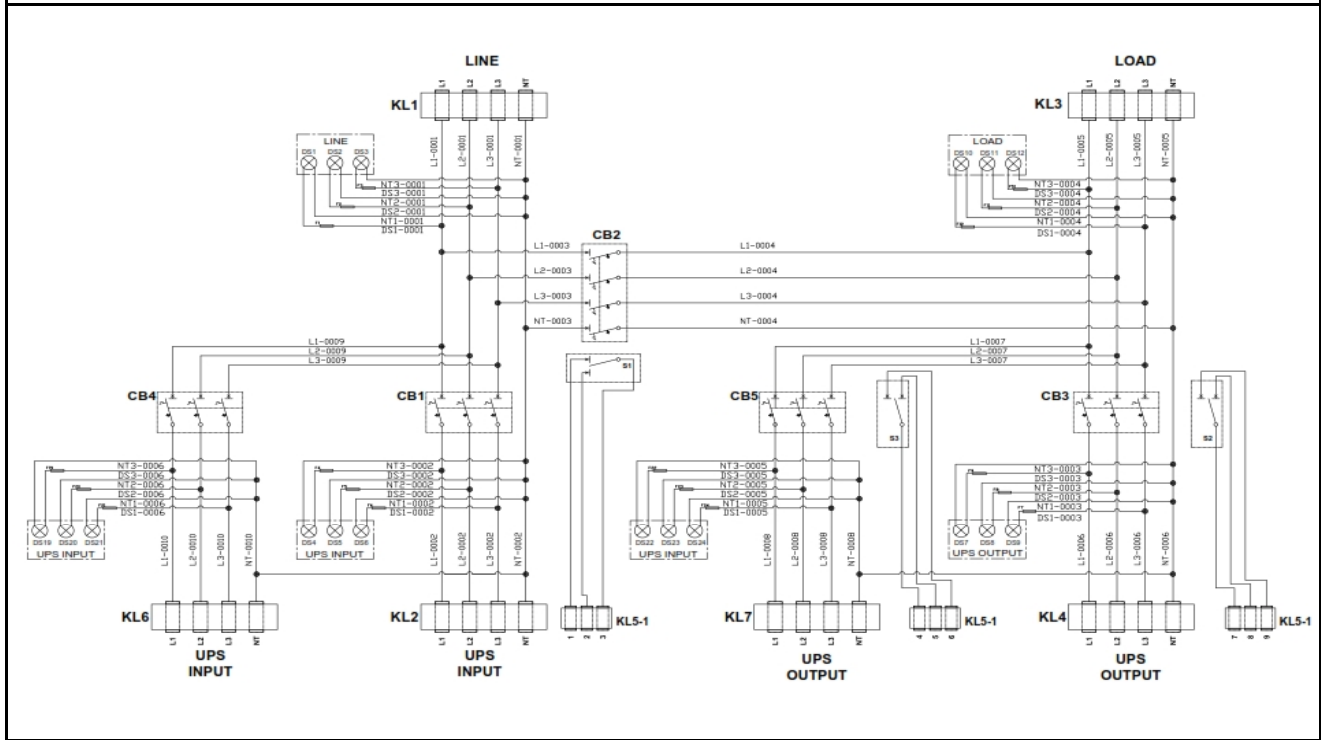 LINE
LOAD
L1
L2
L3
NT
L1
L2
L3
NT
KL1
KL3
LINE
DS1
DS2
DS3
L1-0001
L2-0001
L3-0001
NT-0001
LOAD
DS10
DS11
DS12
L1-0005
L2-0005
L3-0005
NT-0005
NT3-0001
DS3-0001
NT2-0001
DS2-0001
NT1-0001
DS1-0001
NT3-0004
DS3-0004
NT2-0004
DS2-0004
NT1-0004
DS1-0004
CB2
L1-0003
L1-0004
L2-0003
L2-0004
L3-0003
L3-0004
NT-0003
NT-0004
L1-0009
L2-0009
L3-0009
L1-0007
L2-0007
L3-0007
S1
CB4
CB1
CB5
CB3
S3
S2
NT3-0006
DS3-0006
NT2-0006
DS2-0006
NT1-0006
DS1-0006
NT3-0002
DS3-0002
NT2-0002
DS2-0002
NT1-0002
DS1-0002
NT3-0005
DS3-0005
NT2-0005
DS2-0005
NT1-0005
DS1-0005
NT3-0003
DS3-0003
NT2-0003
DS2-0003
NT1-0003
DS1-0003
DS19
DS20
DS21
UPS INPUT
DS4
DS5
DS6
UPS INPUT
DS22
DS23
DS24
UPS INPUT
DS7
DS8
DS9
UPS OUTPUT
L1-0010
L2-0010
L3-0010
NT-0010
L1-0002
L2-0002
L3-0002
NT-0002
L1-0008
L2-0008
L3-0008
NT-0008
L1-0006
L2-0006
L3-0006
NT-0006
KL6
KL2
KL5-1
KL7
KL5-1
KL4
KL5-1
L1
L2
L3
NT
L1
L2
L3
NT
1
2
3
L1
L2
L3
NT
4
5
6
L1
L2
L3
NT
7
8
9
UPS
INPUT
UPS
INPUT
UPS
OUTPUT
UPS
OUTPUT